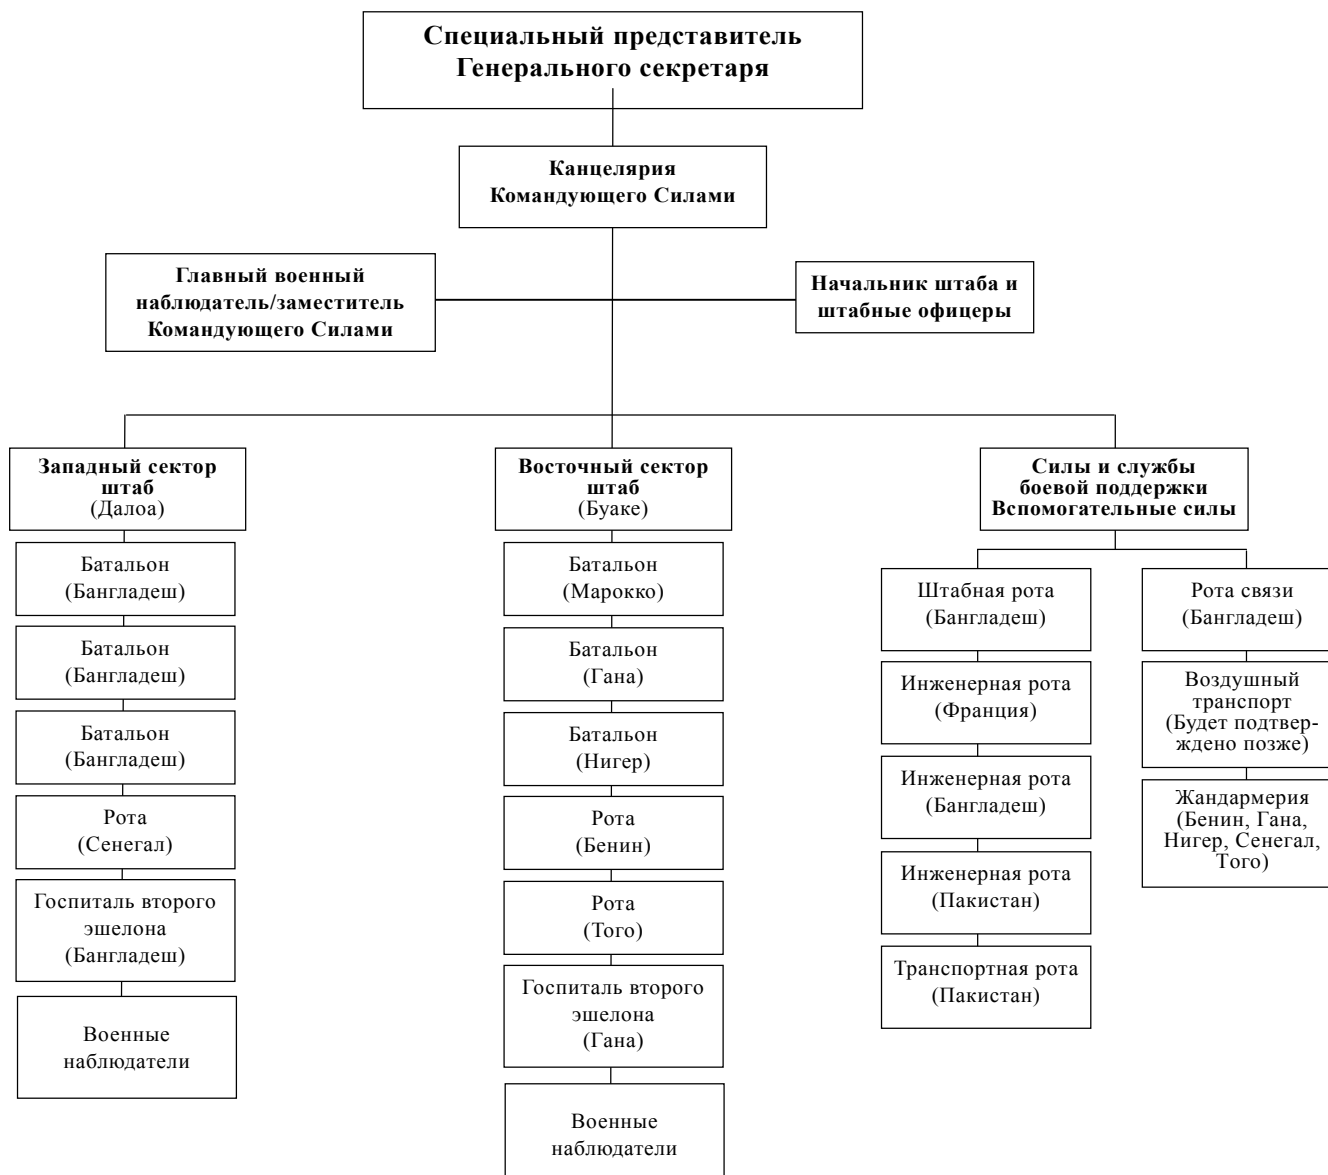 Специальный представитель
Генерального секретаря
Канцелярия
Командующего Силами
Главный военный
наблюдатель/заместитель
Командующего Силами
Начальник штаба и
штабные офицеры
Западный сектор
штаб
(Далоа)
Батальон
(Бангладеш)
Батальон
(Бангладеш)
Батальон
(Бангладеш)
Рота
(Сенегал)
Госпиталь второго
эшелона
(Бангладеш)
Военные
наблюдатели
Восточный сектор
штаб
(Буаке)
Батальон
(Марокко)
Батальон
(Гана)
Батальон
(Нигер)
Рота
(Бенин)
Рота
(Того)
Госпиталь второго
эшелона
(Гана)
Военные
наблюдатели
Силы и службы
боевой поддержки
Вспомогательные силы
Штабная рота
(Бангладеш)
Инженерная рота
(Франция)
Инженерная рота
(Бангладеш)
Инженерная рота
(Пакистан)
Транспортная рота
(Пакистан)
Рота связи
(Бангладеш)
Воздушный
транспорт
(Будет подтвер-
ждено позже)
Жандармерия
(Бенин, Гана,
Нигер, Сенегал,
Того)